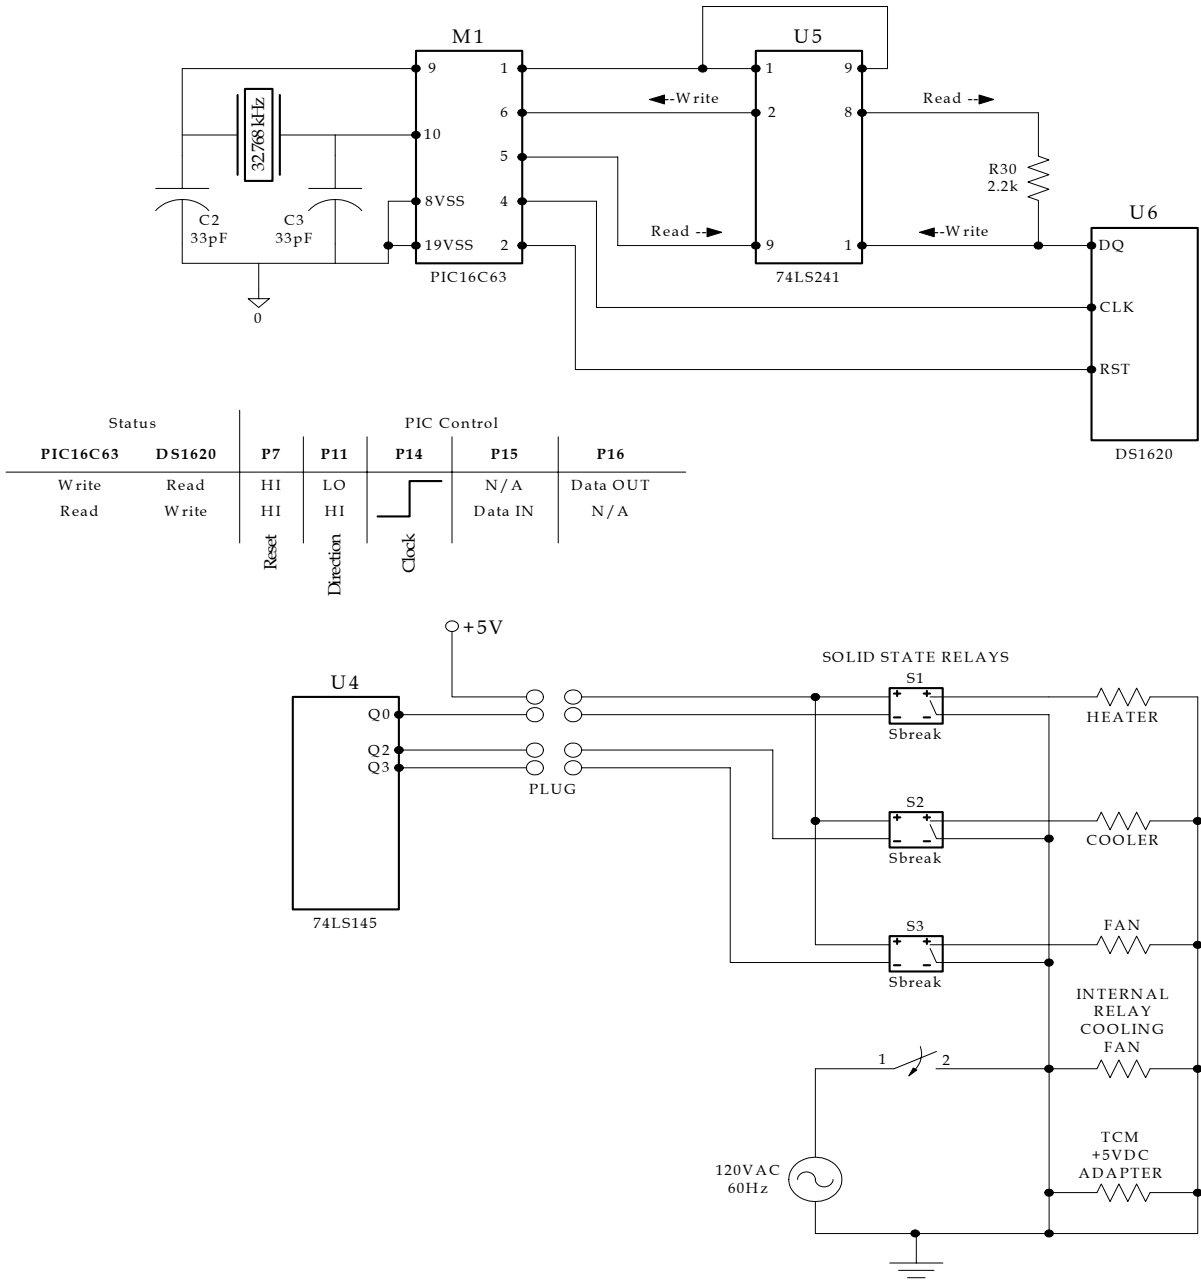 M1
U5
9
1
1
9
◄--Write
Read --►
6
2
8
32.768 kHz
10
5
R30
2.2k
8VSS
4
C2
33pF
C3
33pF
U6
Read --►
◄--Write
19VSS
2
9
1
DQ
PIC16C63
74LS241
CLK
0
RST
DS1620
Status
PIC Control
PIC16C63 DS1620 P7 P11 P14 P15 P16
Write Read HI LO N/A Data OUT
Read Write HI HI Data IN N/A
Reset
Direction
Clock
+5V
SOLID STATE RELAYS
U4
S1
+ +
- -
Sbreak
HEATER
Q0
Q2
Q3
PLUG
S2
+ +
- -
Sbreak
COOLER
74LS145
S3
+ +
- -
Sbreak
FAN
INTERNAL
RELAY
COOLING
FAN
1
2
120VAC
60Hz
TCM
+5VDC
ADAPTER